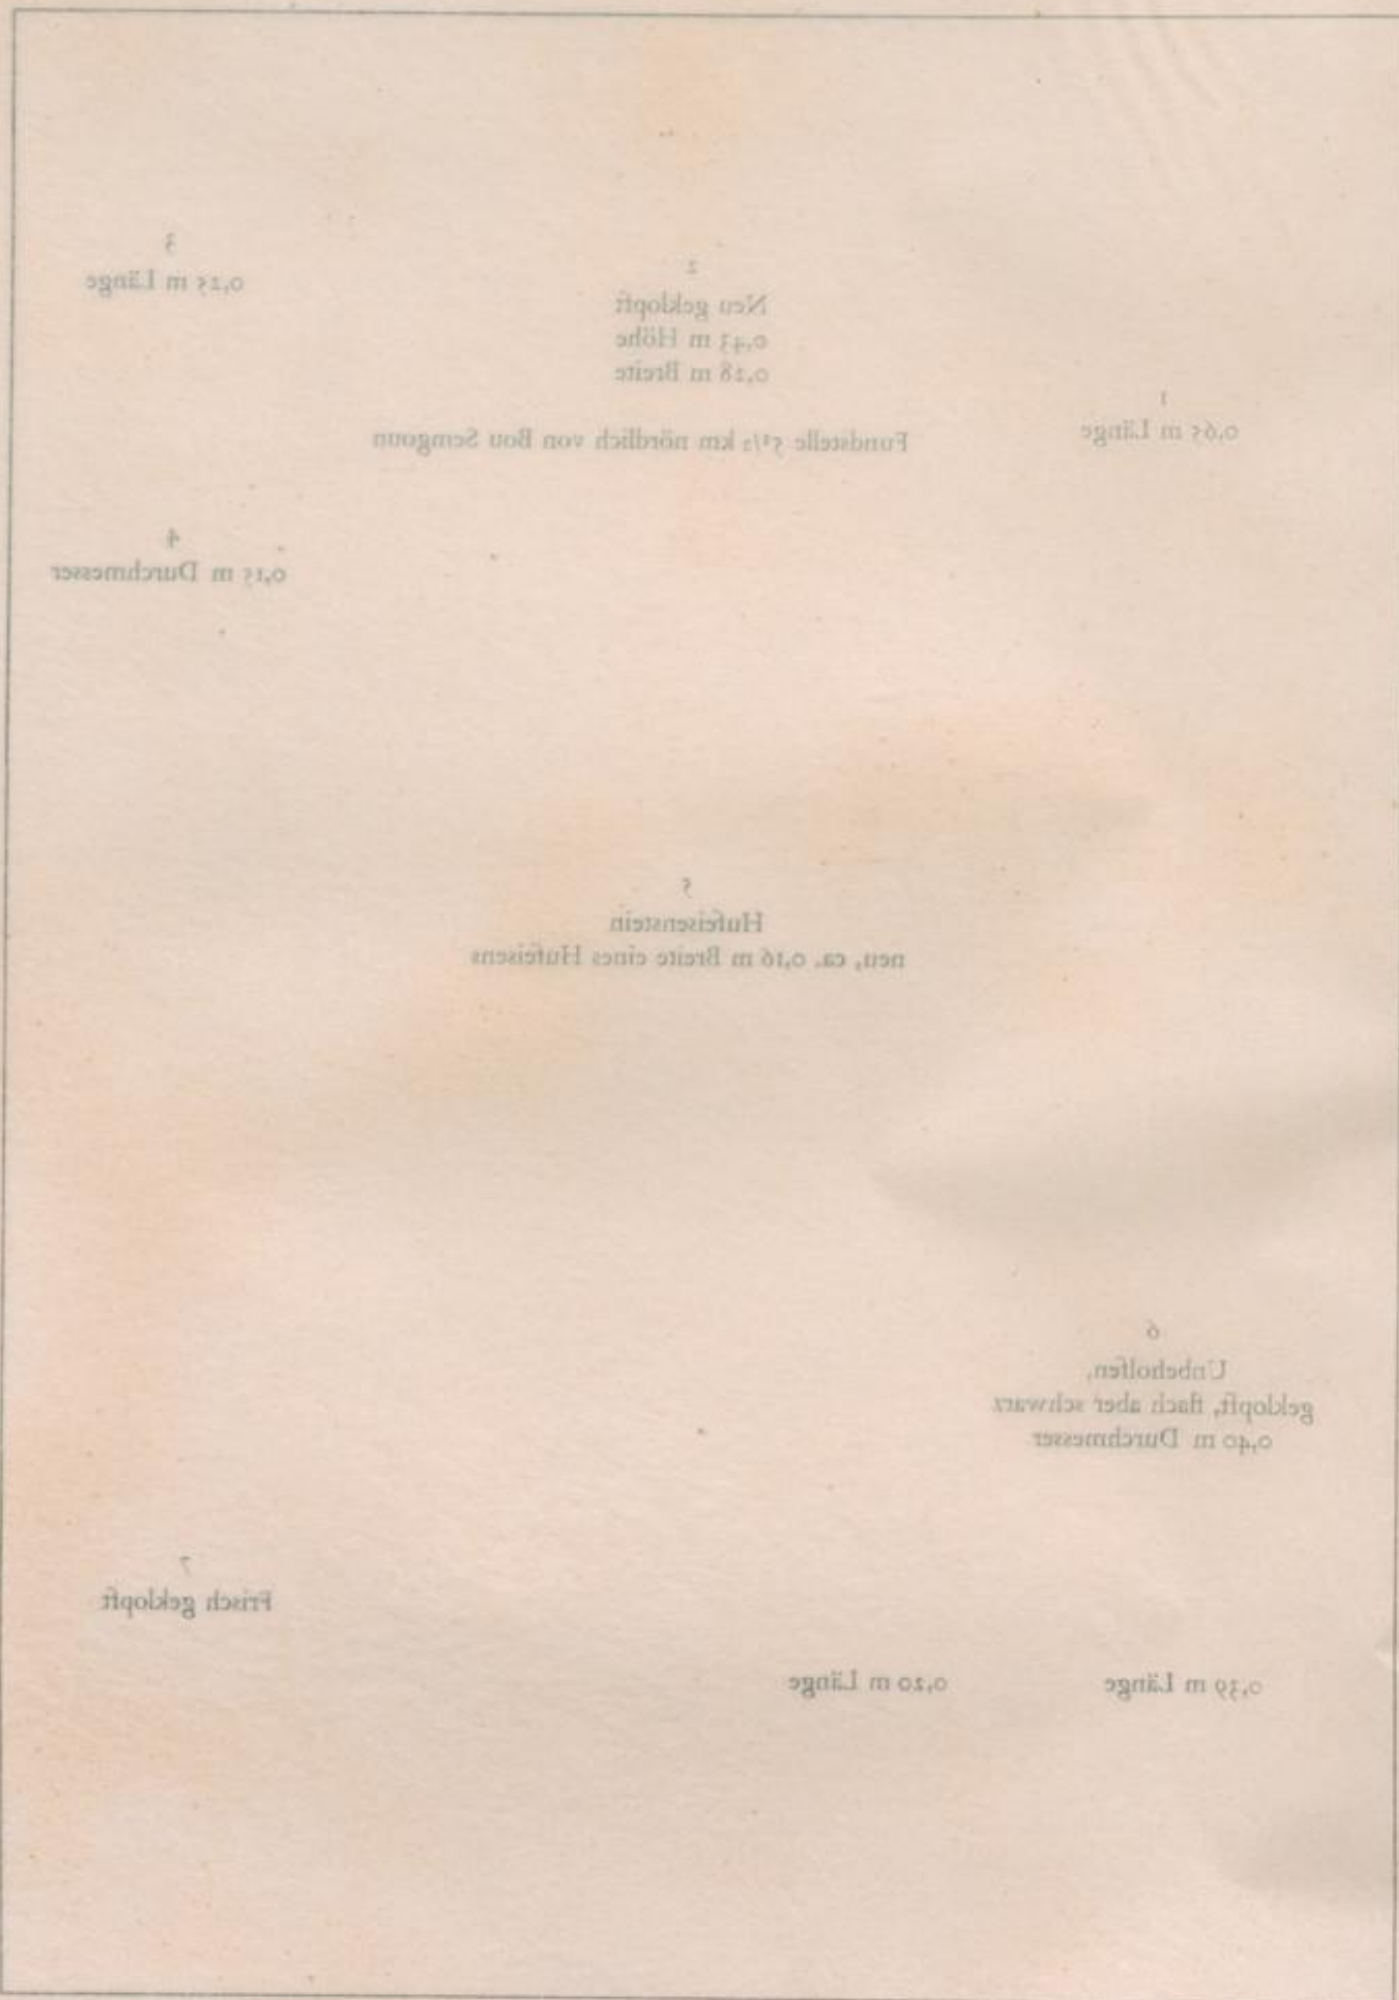 1
0,65 m Länge
2
Neu geklopft
0,43 m Höhe
0,28 m Breite
Fundstelle 5¹/₂ km nördlich von Bou Semgoun
3
0,25 m Länge
4
0,15 m Durchmesser
5
Hufeisenstein
neu, ca. 0,16 m Breite eines Hufeisens
6
Unbeholfen,
geklopft, flach aber schwarz
0,40 m Durchmesser
7
Frisch geklopft
0,39 m Länge
0,20 m Länge